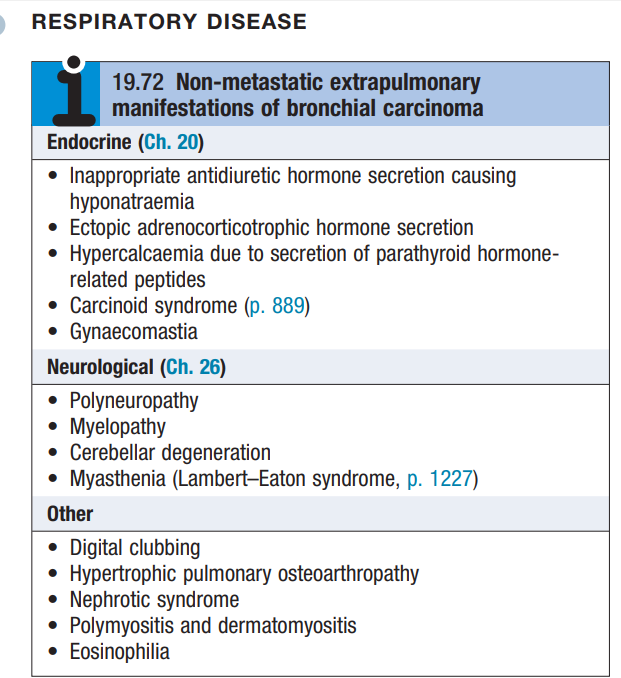 RESPIRATORY DISEASE
i
19.72 Non-metastatic extrapulmonary
manifestations of bronchial carcinoma
Endocrine (Ch. 20)
• Inappropriate antidiuretic hormone secretion causing
hyponatraemia
• Ectopic adrenocorticotrophic hormone secretion
• Hypercalcaemia due to secretion of parathyroid hormone-
related peptides
• Carcinoid syndrome (p. 889)
• Gynaecomastia
Neurological (Ch. 26)
• Polyneuropathy
• Myelopathy
• Cerebellar degeneration
• Myasthenia (Lambert–Eaton syndrome, p. 1227)
Other
• Digital clubbing
• Hypertrophic pulmonary osteoarthropathy
• Nephrotic syndrome
• Polymyositis and dermatomyositis
• Eosinophilia